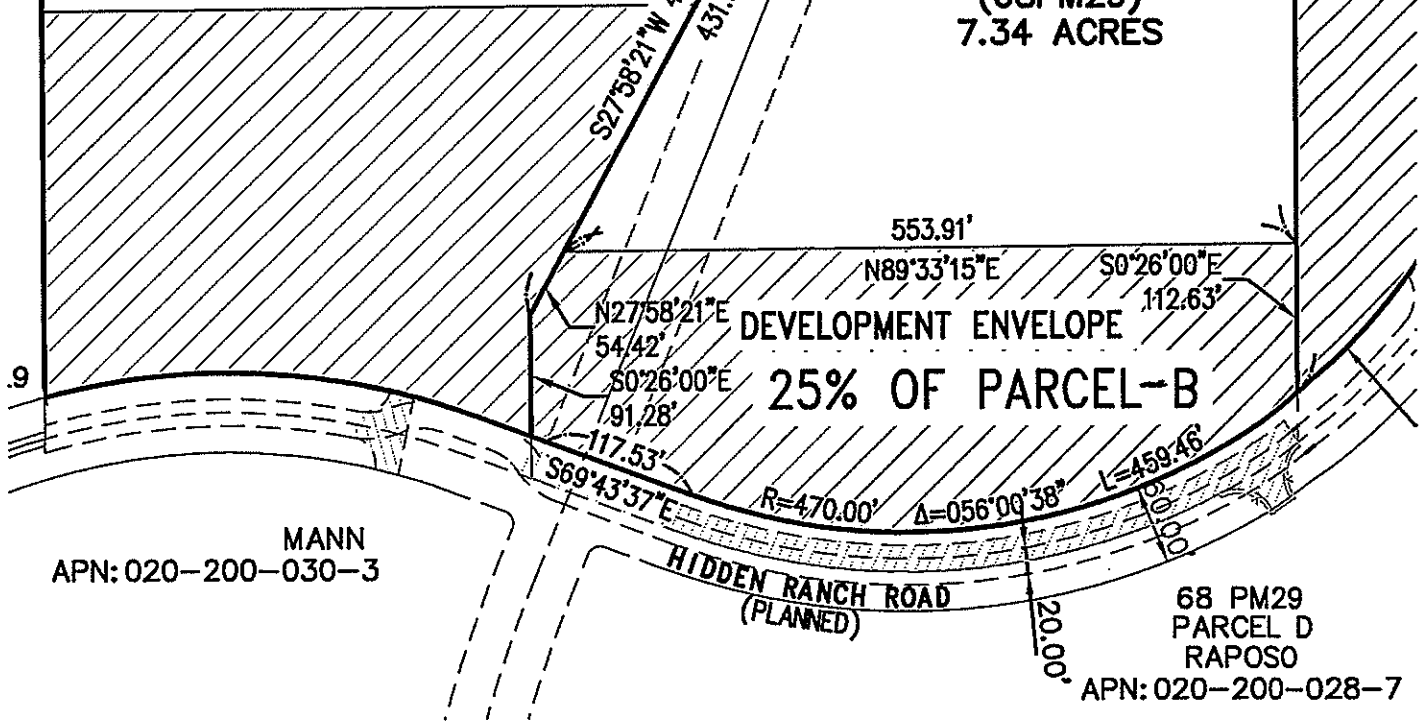 7.34 ACRES
S27°58'21"W
431.
553.91'
N89°33'15"E
S0°26'00"E
112.63'
N27°58'21"E
54.42'
DEVELOPMENT ENVELOPE
25% OF PARCEL-B
S0°26'00"E
91.28'
.9
117.53'
S69°43'37"E
R=470.00'
Δ=056°00'38"
L=459.46'
60.00'
MANN
APN: 020-200-030-3
HIDDEN RANCH ROAD
(PLANNED)
20.00'
68 PM29
PARCEL D
RAPOSO
APN: 020-200-028-7